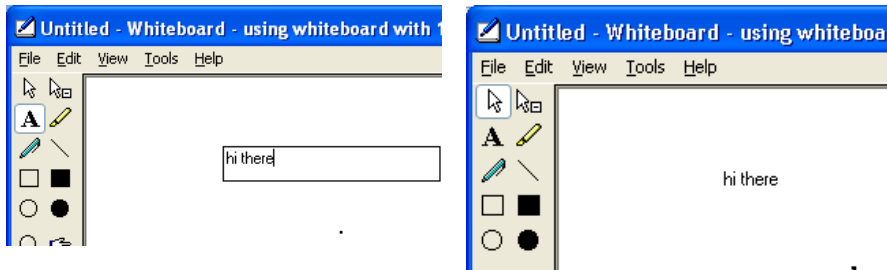 Untitled - Whiteboard - using whiteboard with
File Edit View Tools Help
A
hi there
Untitled - Whiteboard - using whiteboa
File Edit View Tools Help
A
hi there